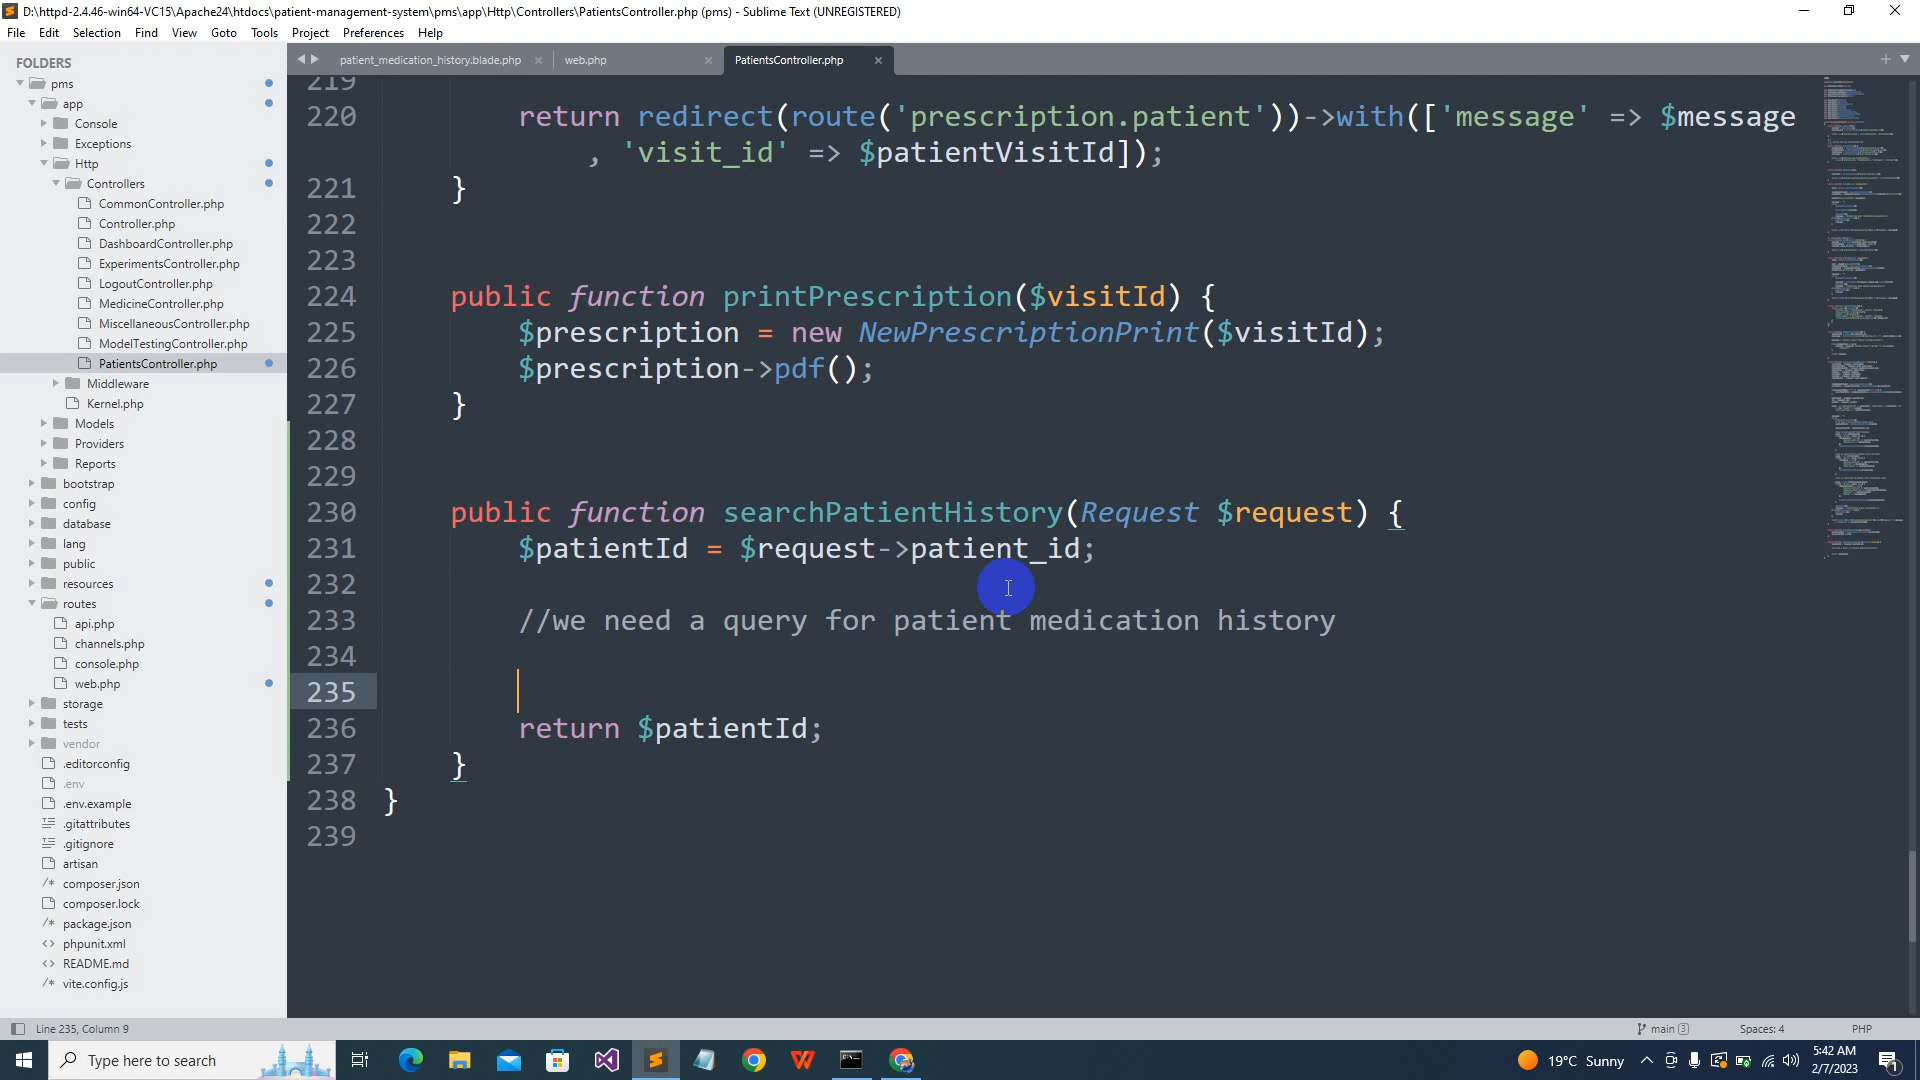 D:\httpd-2.4.46-win64-VC15\Apache24\htdocs\patient-management-system\pms\app\Http\Controllers\PatientsController.php (pms) - Sublime Text (UNREGISTERED)
File Edit Selection Find View Goto Tools Project Preferences Help
FOLDERS
pms
app
Console
Exceptions
Http
Controllers
CommonController.php
Controller.php
DashboardController.php
ExperimentsController.php
LogoutController.php
MedicineController.php
MiscellaneousController.php
ModelTestingController.php
PatientsController.php
Middleware
Kernel.php
Models
Providers
Reports
bootstrap
config
database
lang
public
resources
routes
api.php
channels.php
console.php
web.php
storage
tests
vendor
.editorconfig
.env
.env.example
.gitattributes
.gitignore
artisan
composer.json
composer.lock
package.json
phpunit.xml
README.md
vite.config.js
patient_medication_history.blade.php web.php PatientsController.php
219
220 return redirect(route('prescription.patient'))->with(['message' => $message
, 'visit_id' => $patientVisitId]);
221 }
222
223
224 public function printPrescription($visitId) {
225 $prescription = new NewPrescriptionPrint($visitId);
226 $prescription->pdf();
227 }
228
229
230 public function searchPatientHistory(Request $request) {
231 $patientId = $request->patient_id;
232
233 //we need a query for patient medication history
234
235
236 return $patientId;
237 }
238 }
239
Line 235, Column 9 main 3 Spaces: 4 PHP
Type here to search 19°C Sunny 5:42 AM
2/7/2023 1